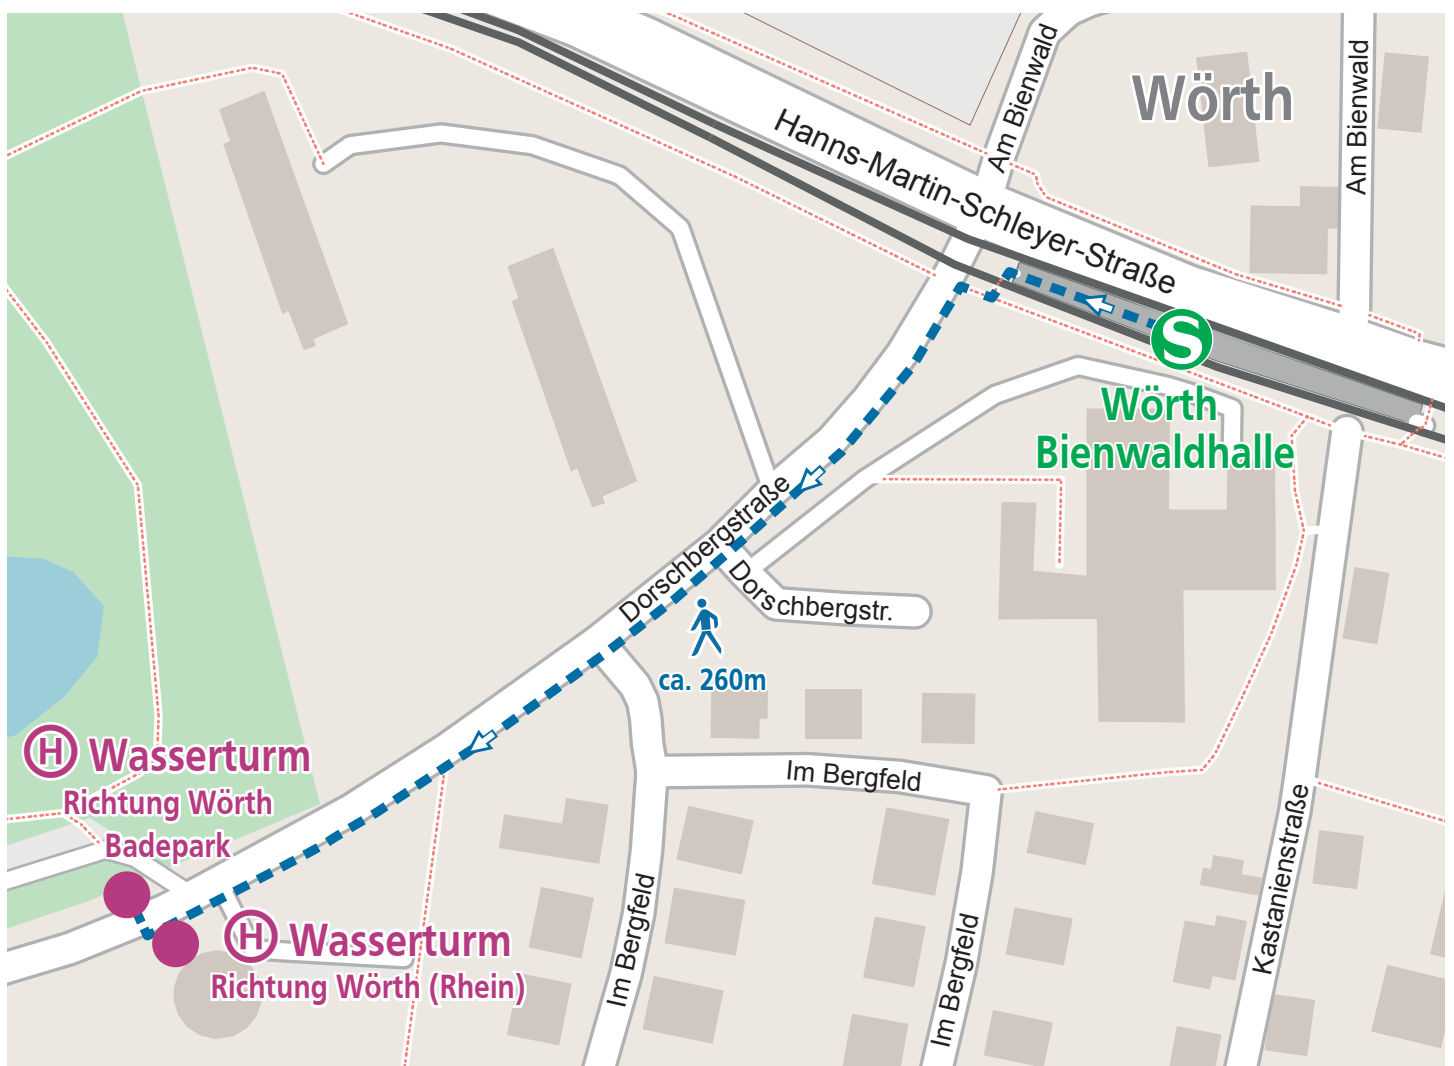 Am Bienwald
Am Bienwald
Wörth
Hanns-Martin-Schleyer-Straße
S
Wörth
Bienwaldhalle
Dorschbergstraße
Dorschbergstr.
ca. 260m
H Wasserturm
Richtung Wörth
Badepark
Im Bergfeld
Im Bergfeld
Im Bergfeld
Kastanienstraße
H Wasserturm
Richtung Wörth (Rhein)